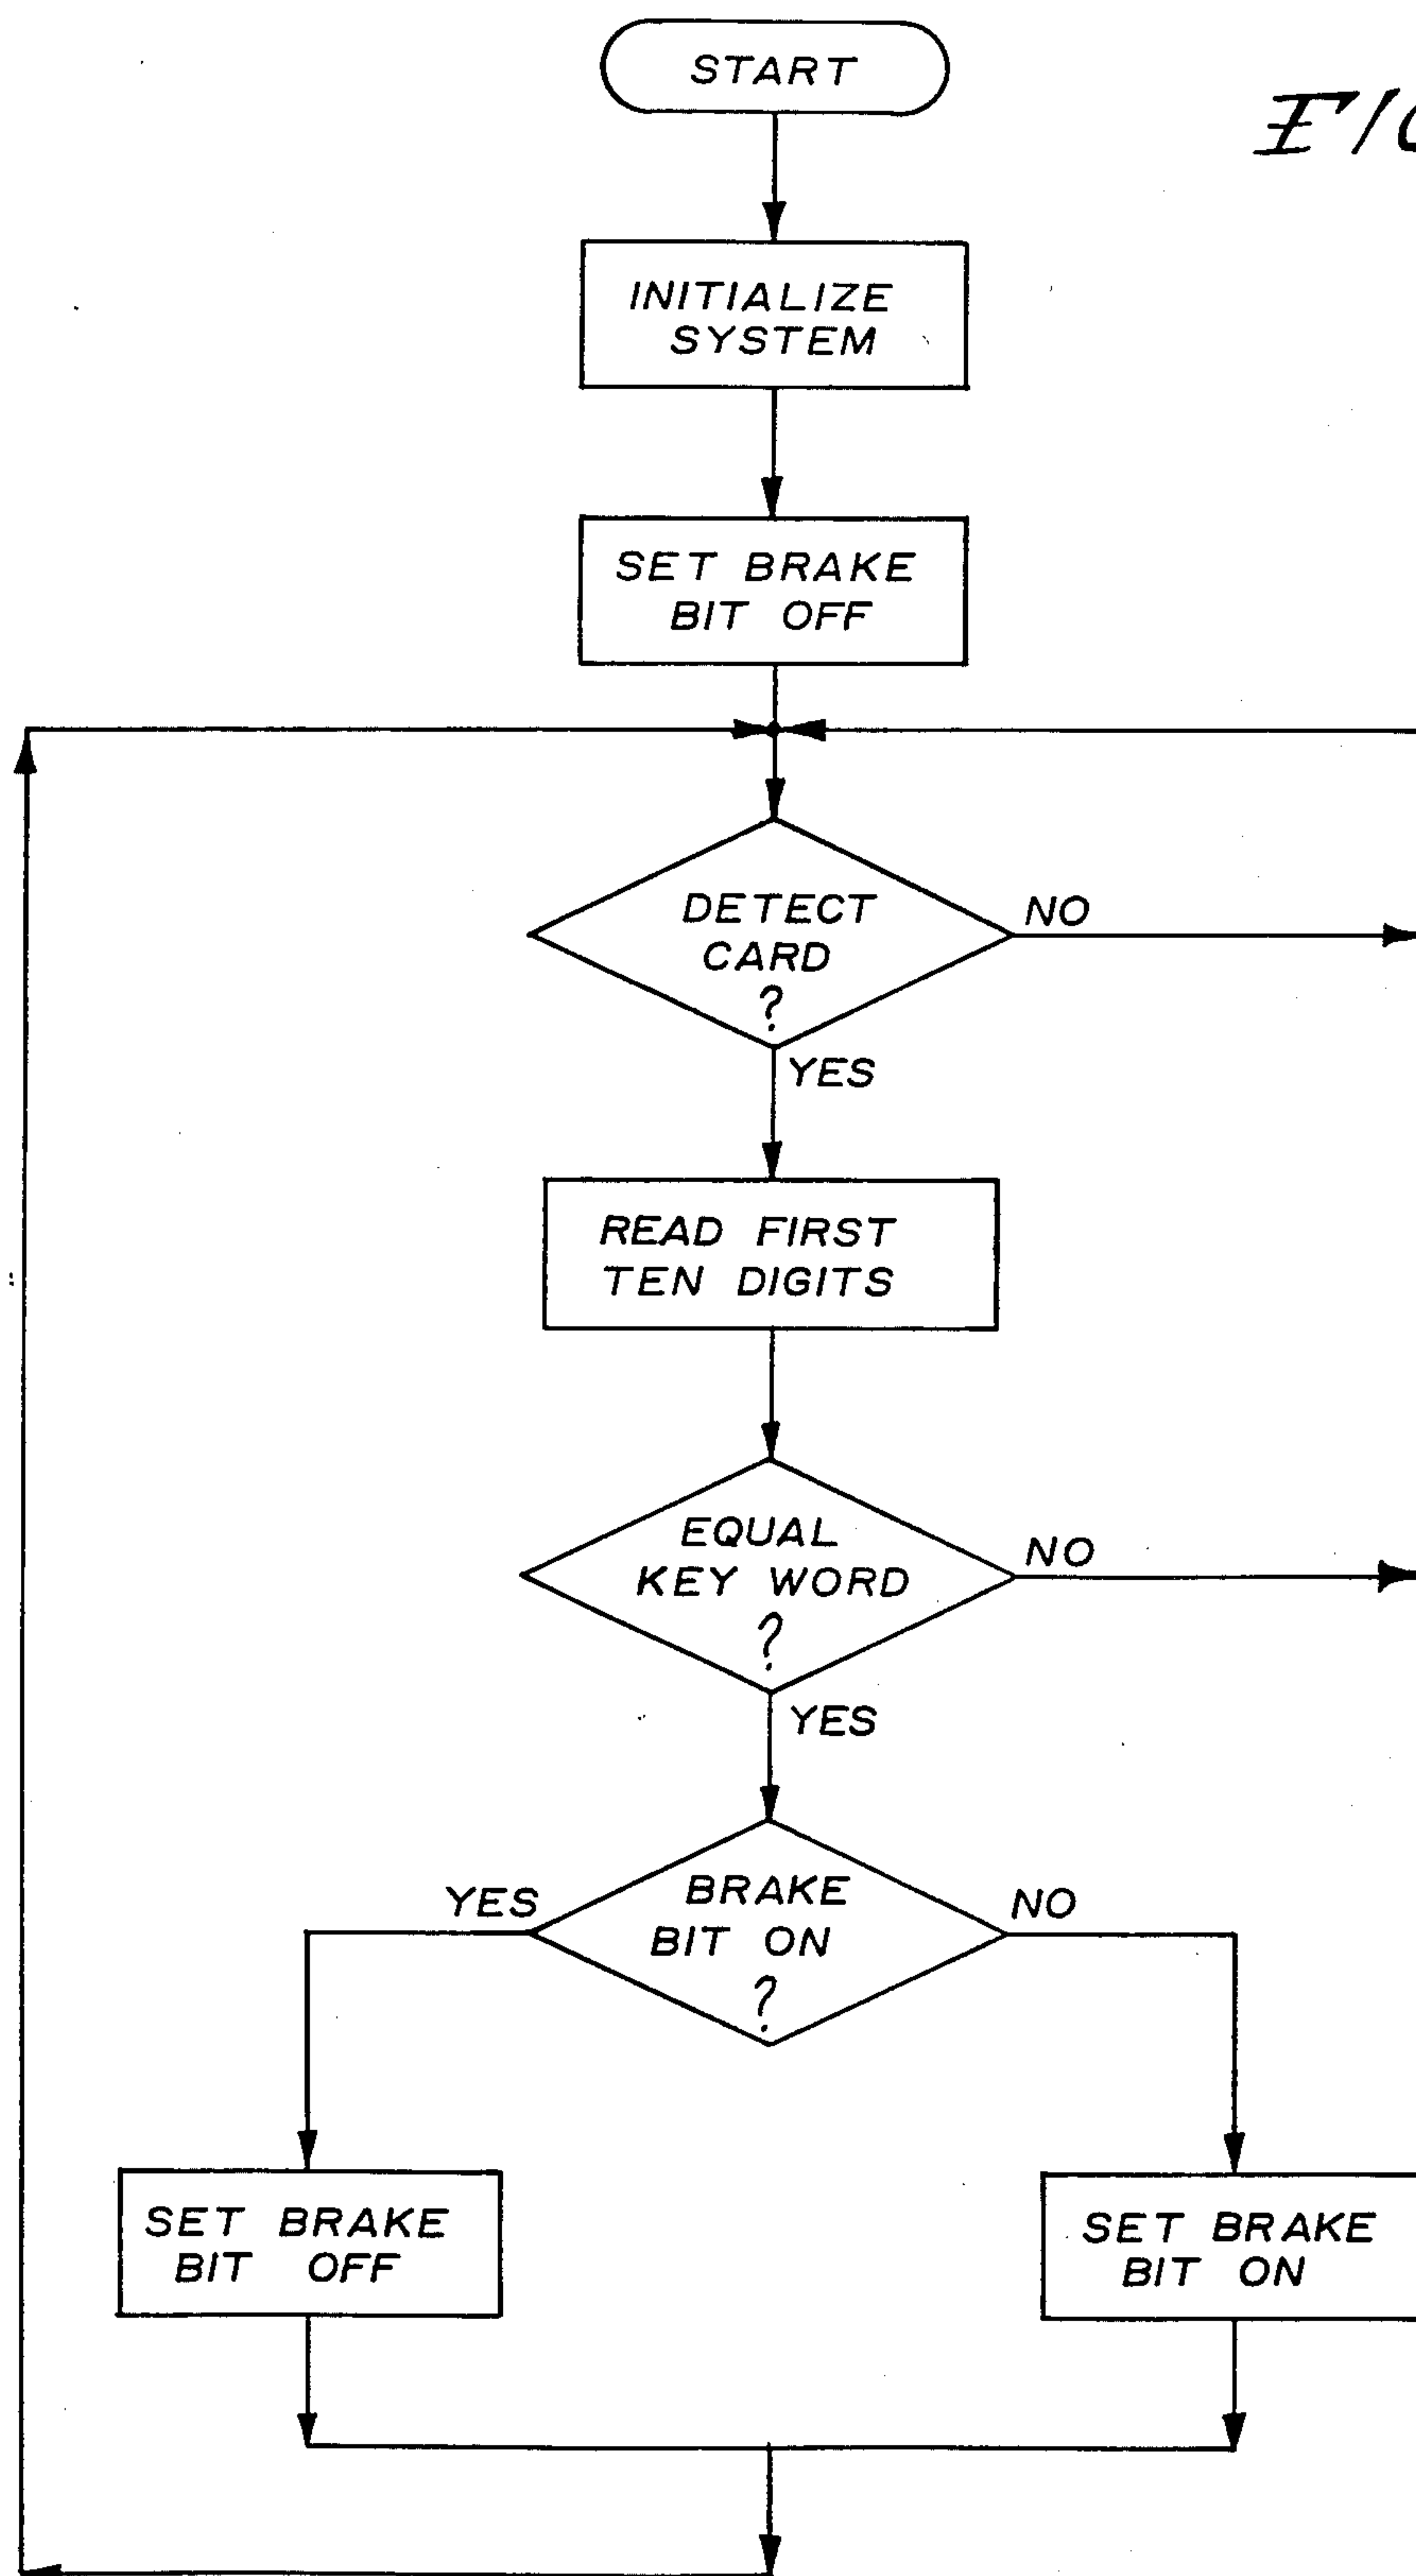 START
INITIALIZE
SYSTEM
SET BRAKE
BIT OFF
DETECT
CARD
?
NO
YES
READ FIRST
TEN DIGITS
EQUAL
KEY WORD
?
NO
YES
BRAKE
BIT ON
?
YES
NO
SET BRAKE
BIT OFF
SET BRAKE
BIT ON